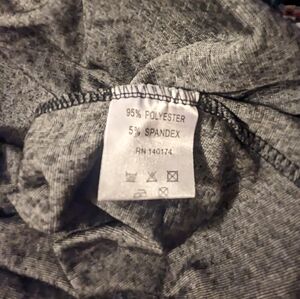 95% POLYESTER
5% SPANDEX
RN 140174